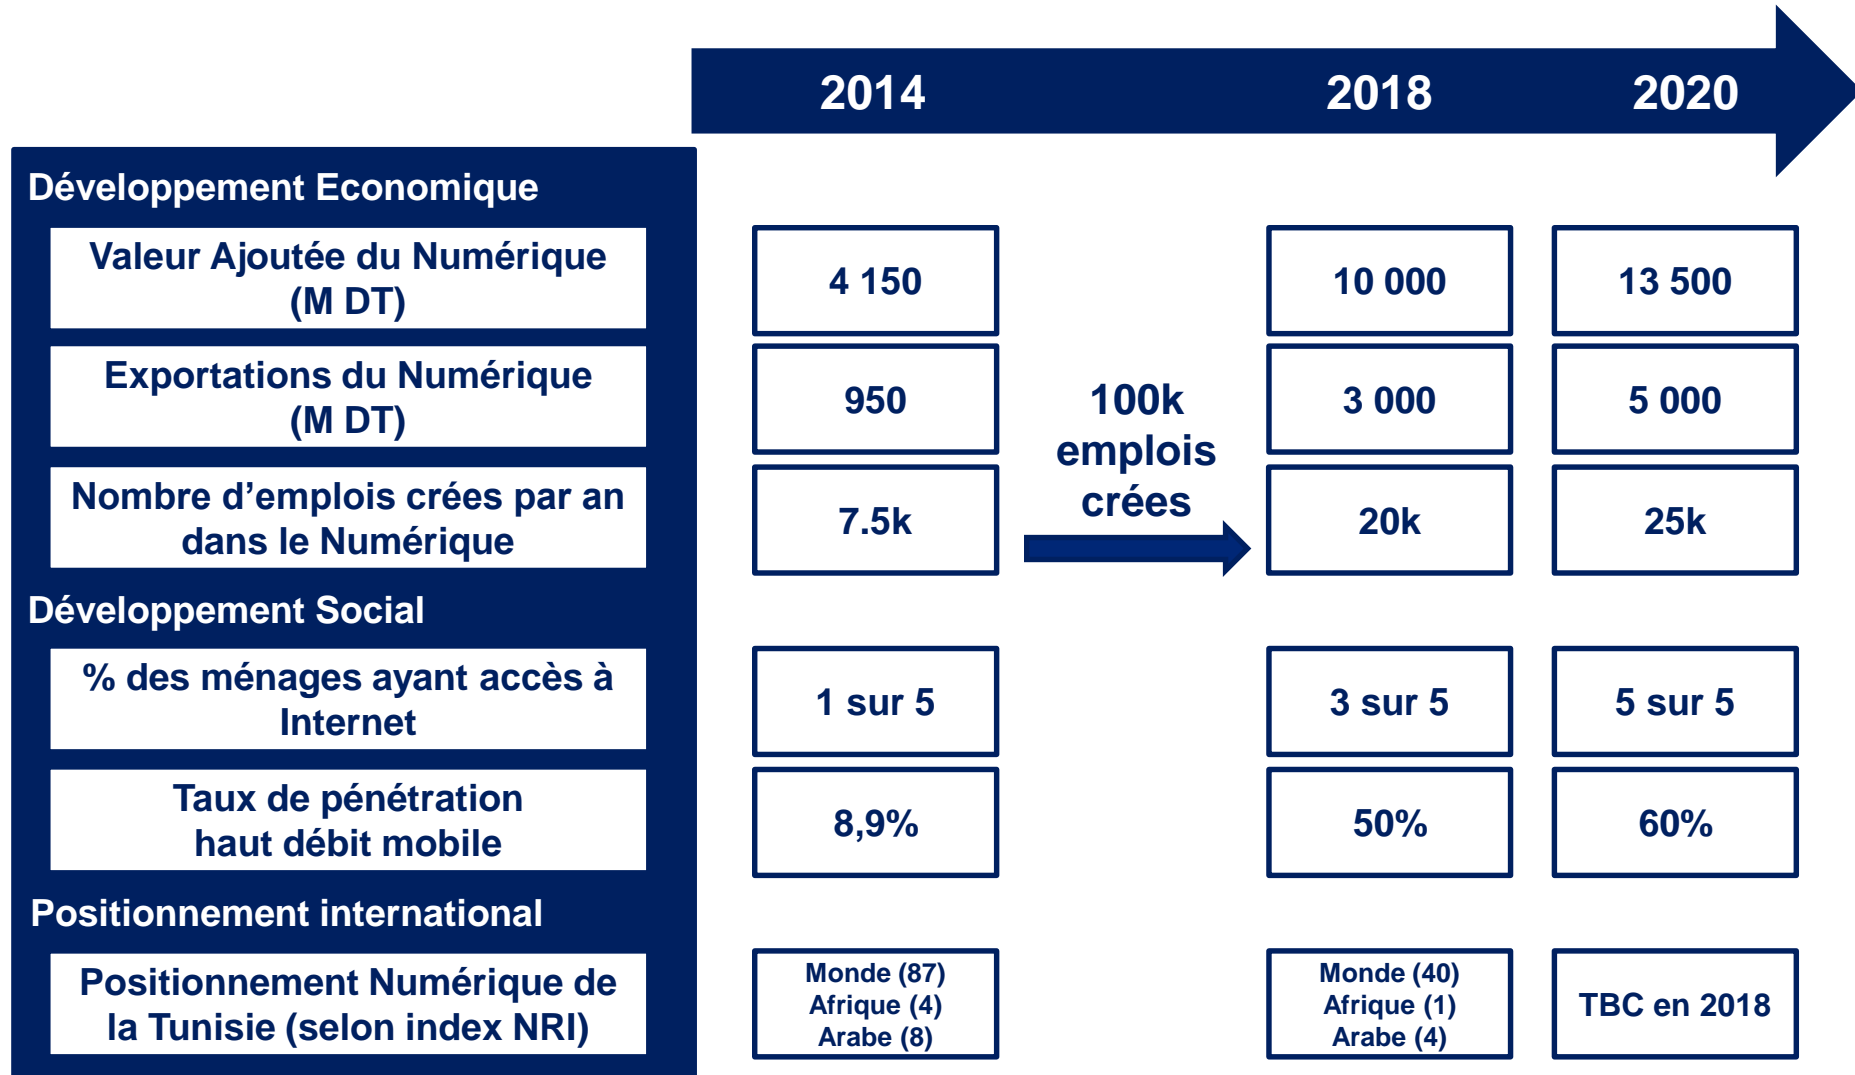 2014 2018 2020
Développement Economique
Valeur Ajoutée du Numérique
(M DT)
4 150
10 000
13 500
Exportations du Numérique
(M DT)
950
100k
emplois
crées
3 000
5 000
Nombre d’emplois crées par an
dans le Numérique
7.5k
20k
25k
Développement Social
% des ménages ayant accès à
Internet
1 sur 5
3 sur 5
5 sur 5
Taux de pénétration
haut débit mobile
8,9%
50%
60%
Positionnement international
Positionnement Numérique de
la Tunisie (selon index NRI)
Monde (87)
Afrique (4)
Arabe (8)
Monde (40)
Afrique (1)
Arabe (4)
TBC en 2018